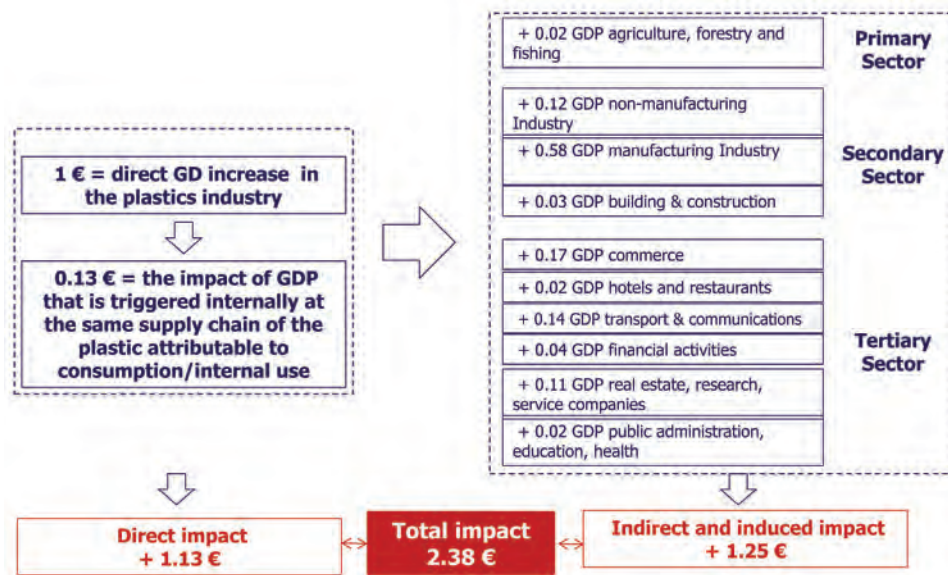 1 € = direct GD increase in
the plastics industry
0.13 € = the impact of GDP
that is triggered internally at
the same supply chain of the
plastic attributable to
consumption/internal use
+ 0.02 GDP agriculture, forestry and
fishing
Primary
Sector
+ 0.12 GDP non-manufacturing
Industry
+ 0.58 GDP manufacturing Industry
+ 0.03 GDP building & construction
Secondary
Sector
+ 0.17 GDP commerce
+ 0.02 GDP hotels and restaurants
+ 0.14 GDP transport & communications
+ 0.04 GDP financial activities
+ 0.11 GDP real estate, research,
service companies
+ 0.02 GDP public administration,
education, health
Tertiary
Sector
Direct impact
+ 1.13 €
Total impact
2.38 €
Indirect and induced impact
+ 1.25 €